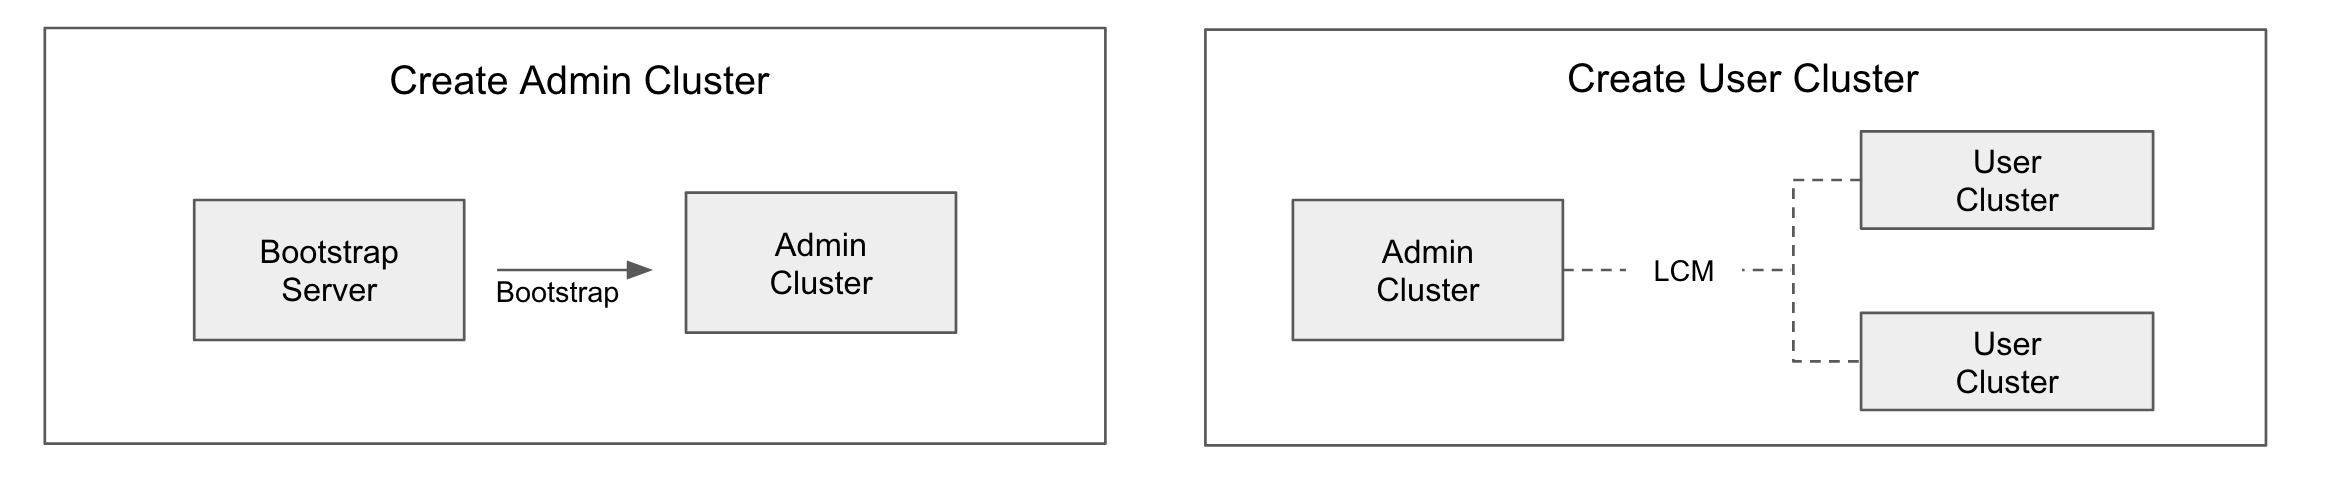 Create Admin Cluster
Bootstrap
Server
Bootstrap
Admin
Cluster
Create User Cluster
Admin
Cluster
LCM
User
Cluster
User
Cluster